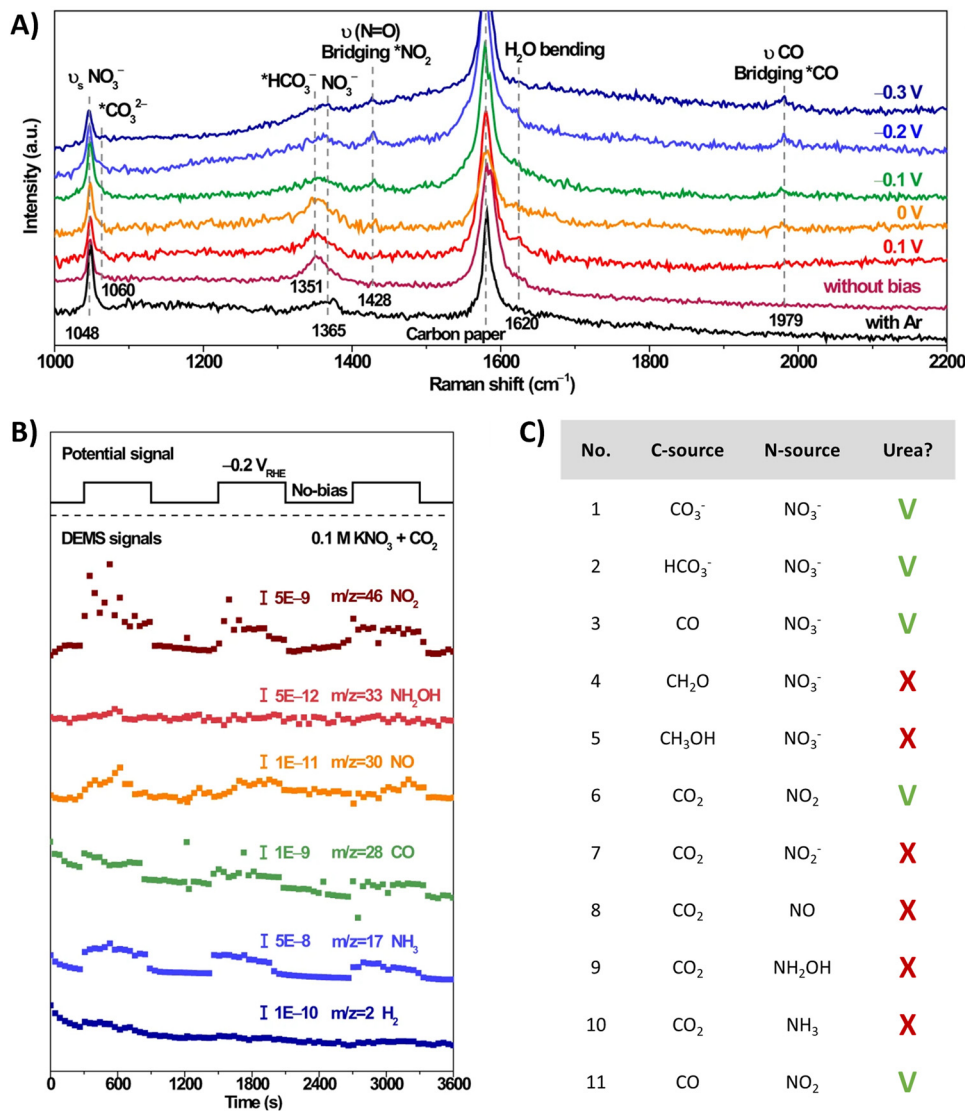 A)
υ (N=O)
Bridging *NO₂
H₂O bending
υ CO
Bridging *CO
υₛ NO₃⁻
*CO₃²⁻
*HCO₃⁻ NO₃⁻
−0.3 V
−0.2 V
−0.1 V
0 V
0.1 V
without bias
with Ar
1048
1060
1351
1365
1428
Carbon paper
1620
1979
Intensity (a.u.)
1000 1200 1400 1600 1800 2000 2200
Raman shift (cm⁻¹)
B)
Potential signal
−0.2 V_RHE
No-bias
DEMS signals 0.1 M KNO₃ + CO₂
5E−9 m/z=46 NO₂
5E−12 m/z=33 NH₂OH
1E−11 m/z=30 NO
1E−9 m/z=28 CO
5E−8 m/z=17 NH₃
1E−10 m/z=2 H₂
0 600 1200 1800 2400 3000 3600
Time (s)
C)
No. C-source N-source Urea?
1 CO₃⁻ NO₃⁻ V
2 HCO₃⁻ NO₃⁻ V
3 CO NO₃⁻ V
4 CH₂O NO₃⁻ X
5 CH₃OH NO₃⁻ X
6 CO₂ NO₂ V
7 CO₂ NO₂⁻ X
8 CO₂ NO X
9 CO₂ NH₂OH X
10 CO₂ NH₃ X
11 CO NO₂ V